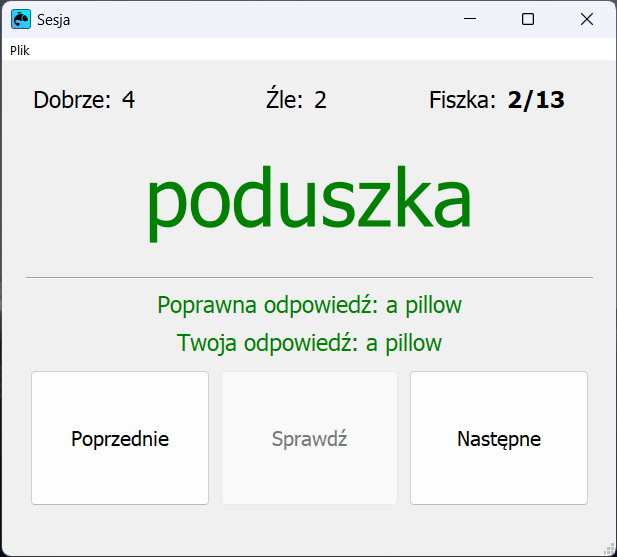 Sesja
Plik
Dobrze: 4 Źle: 2 Fiszka: 2/13
poduszka
Poprawna odpowiedź: a pillow
Twoja odpowiedź: a pillow
Poprzednie Sprawdź Następne